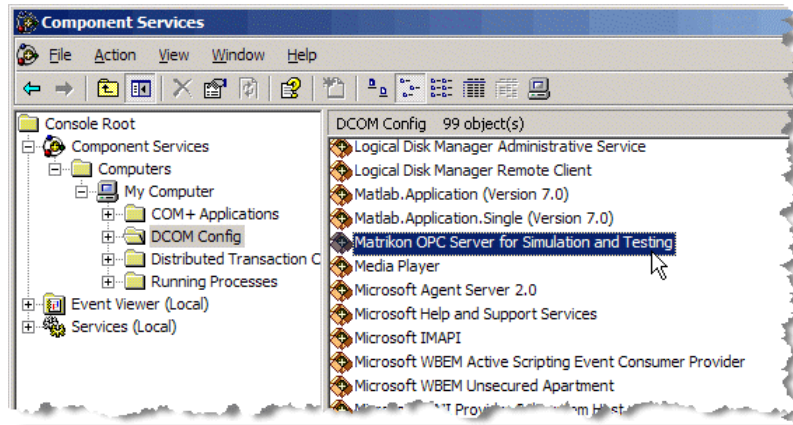 Component Services
File Action View Window Help
Console Root
Component Services
Computers
My Computer
COM+ Applications
DCOM Config
Distributed Transaction C
Running Processes
Event Viewer (Local)
Services (Local)
DCOM Config 99 object(s)
Logical Disk Manager Administrative Service
Logical Disk Manager Remote Client
Matlab.Application (Version 7.0)
Matlab.Application.Single (Version 7.0)
Matrikon OPC Server for Simulation and Testing
Media Player
Microsoft Agent Server 2.0
Microsoft Help and Support Services
Microsoft IMAPI
Microsoft WBEM Active Scripting Event Consumer Provider
Microsoft WBEM Unsecured Apartment